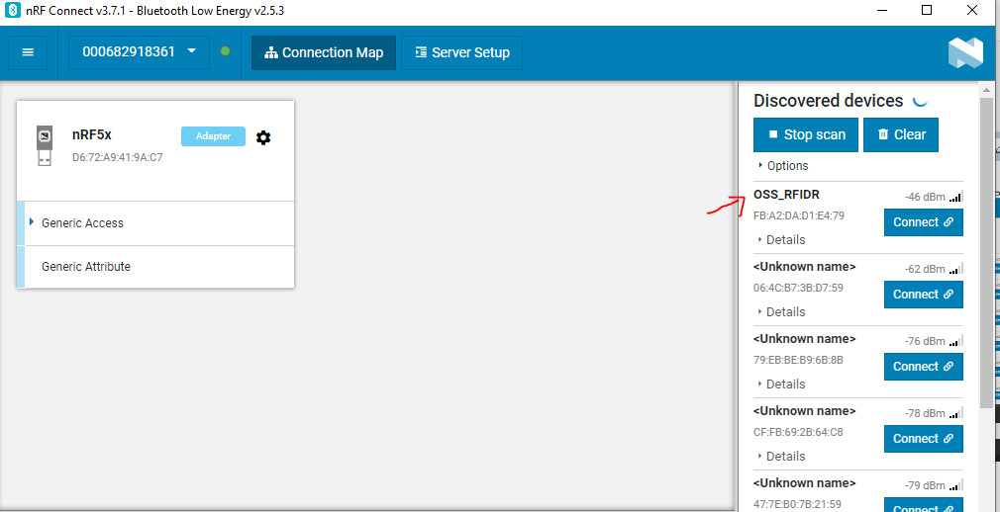 nRF Connect v3.7.1 - Bluetooth Low Energy v2.5.3
000682918361
Connection Map
Server Setup
nRF5x
Adapter
D6:72:A9:41:9A:C7
Generic Access
Generic Attribute
Discovered devices
Stop scan
Clear
Options
OSS_RFIDR
-46 dBm
FB:A2:DA:D1:E4:79
Connect
Details
<Unknown name>
-62 dBm
06:4C:B7:3B:D7:59
Connect
Details
<Unknown name>
-76 dBm
79:EB:BE:B9:6B:8B
Connect
Details
<Unknown name>
-78 dBm
CF:FB:69:2B:64:C8
Connect
Details
<Unknown name>
-79 dBm
47:7E:B0:7B:21:59
Connect